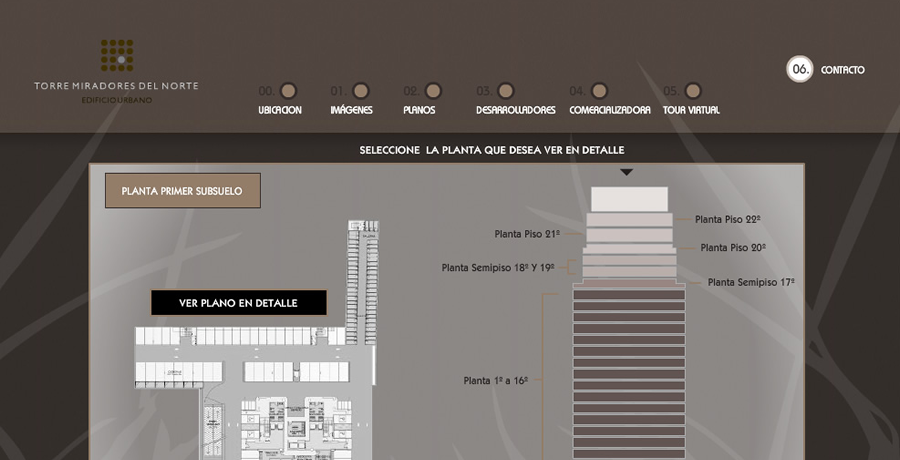 TORRE MIRADORES DEL NORTE
EDIFICIO URBANO
00.
UBICACION
01.
IMÁGENES
02.
PLANOS
03.
DESARROLLADORES
04.
COMERCIALIZADORA
05.
TOUR VIRTUAL
06.
CONTACTO
SELECCIONE LA PLANTA QUE DESEA VER EN DETALLE
PLANTA PRIMER SUBSUELO
VER PLANO EN DETALLE
Planta Piso 22º
Planta Piso 21º
Planta Piso 20º
Planta Semipiso 18º Y 19º
Planta Semipiso 17º
Planta 1º a 16º